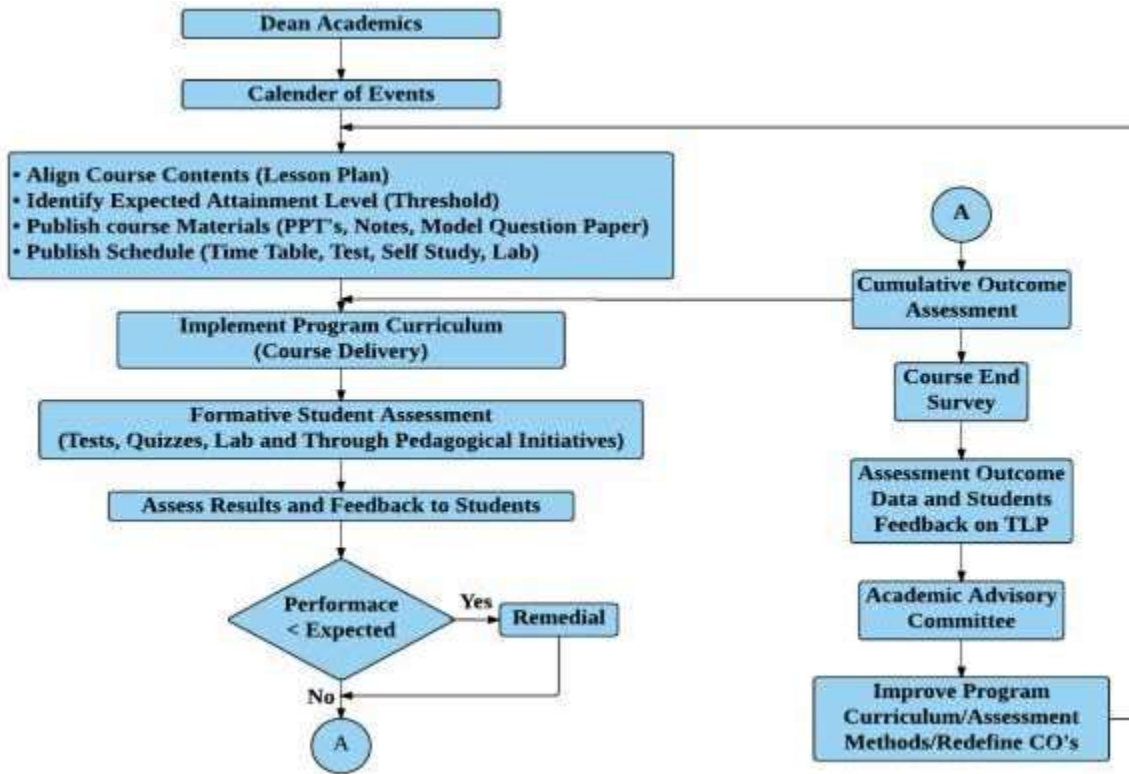 Dean Academics
Calender of Events
• Align Course Contents (Lesson Plan)
• Identify Expected Attainment Level (Threshold)
• Publish course Materials (PPT's, Notes, Model Question Paper)
• Publish Schedule (Time Table, Test, Self Study, Lab)
Implement Program Curriculum
(Course Delivery)
Formative Student Assessment
(Tests, Quizzes, Lab and Through Pedagogical Initiatives)
Assess Results and Feedback to Students
Performace
< Expected
Yes
Remedial
No
A
A
Cumulative Outcome
Assessment
Course End
Survey
Assessment Outcome
Data and Students
Feedback on TLP
Academic Advisory
Committee
Improve Program
Curriculum/Assessment
Methods/Redefine CO's